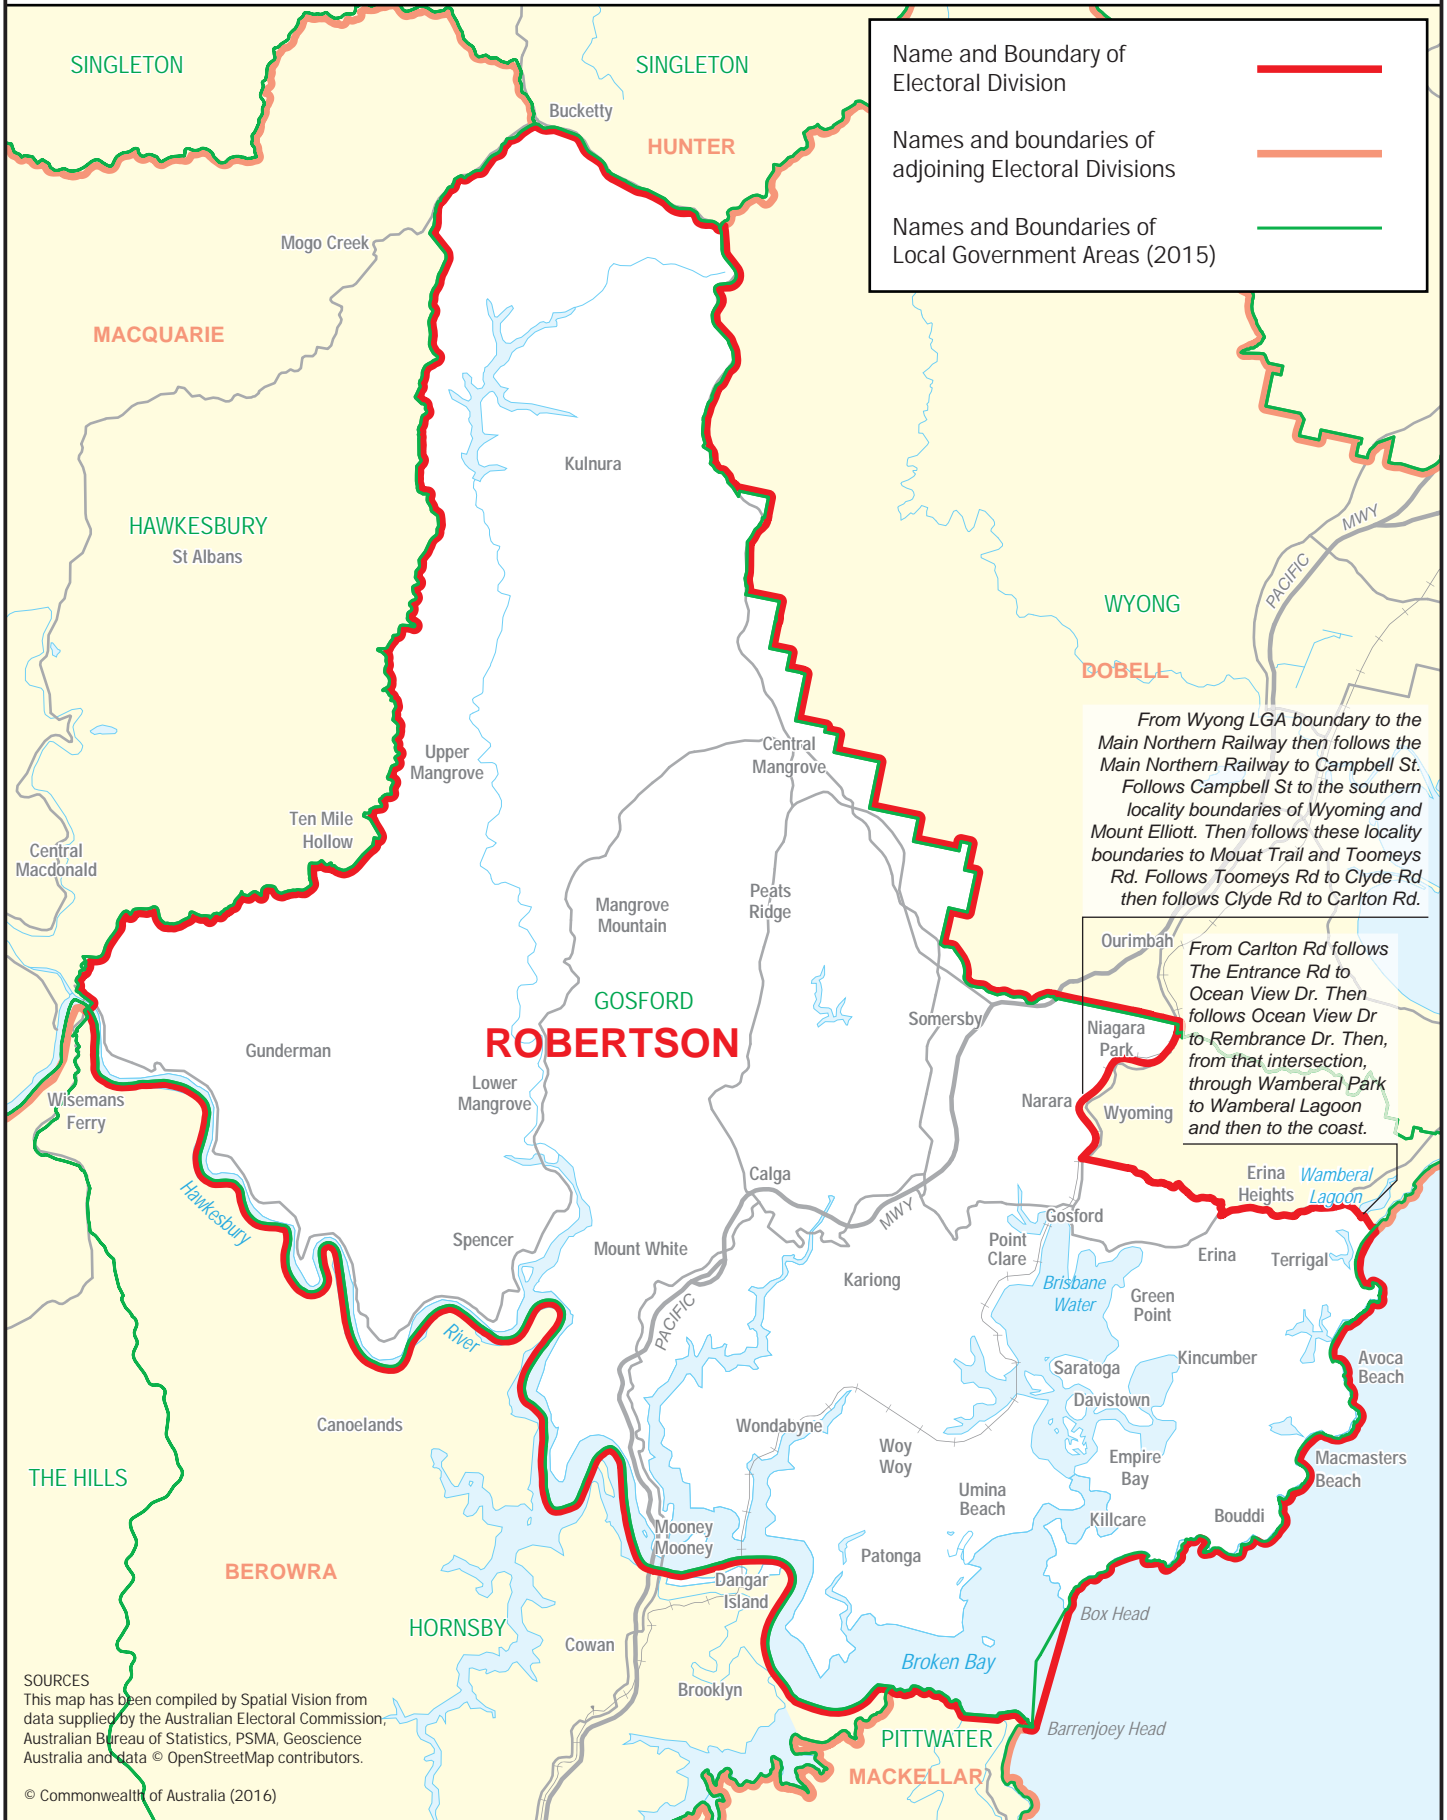 SINGLETON
SINGLETON
Name and Boundary of
Electoral Division
Names and boundaries of
adjoining Electoral Divisions
Names and Boundaries of
Local Government Areas (2015)
Bucketty
HUNTER
Mogo Creek
MACQUARIE
Kulnura
HAWKESBURY
St Albans
MWY
PACIFIC
WYONG
DOBELL
From Wyong LGA boundary to the
Main Northern Railway then follows the
Main Northern Railway to Campbell St.
Follows Campbell St to the southern
locality boundaries of Wyoming and
Mount Elliott. Then follows these locality
boundaries to Mouat Trail and Toomeys
Rd. Follows Toomeys Rd to Clyde Rd
then follows Clyde Rd to Carlton Rd.
Upper
Mangrove
Central
Mangrove
Ten Mile
Hollow
Central
Macdonald
Peats
Ridge
Mangrove
Mountain
Ourimbah
From Carlton Rd follows
The Entrance Rd to
Ocean View Dr. Then
follows Ocean View Dr
to Rembrance Dr. Then,
from that intersection,
through Wamberal Park
to Wamberal Lagoon
and then to the coast.
GOSFORD
ROBERTSON
Somersby
Niagara
Park
Gunderman
Lower
Mangrove
Wisemans
Ferry
Narara
Wyoming
Calga
Erina
Heights
Wamberal
Lagoon
Hawkesbury
MWY
Gosford
Spencer
Mount White
Point
Clare
Erina
Terrigal
Kariong
Brisbane
Water
Green
Point
PACIFIC
River
Saratoga
Kincumber
Avoca
Beach
Davistown
Canoelands
Wondabyne
Woy
Woy
Empire
Bay
Macmasters
Beach
THE HILLS
Umina
Beach
Killcare
Bouddi
Mooney
Mooney
Patonga
BEROWRA
Dangar
Island
Box Head
HORNSBY
Cowan
Broken Bay
Brooklyn
SOURCES
This map has been compiled by Spatial Vision from
data supplied by the Australian Electoral Commission,
Australian Bureau of Statistics, PSMA, Geoscience
Australia and data © OpenStreetMap contributors.
PITTWATER
Barrenjoey Head
MACKELLAR
© Commonwealth of Australia (2016)